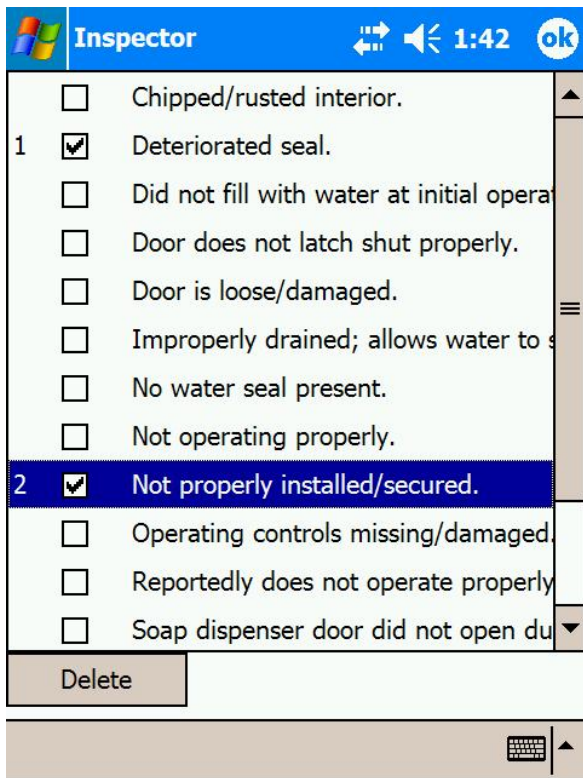 Inspector 1:42 ok
Chipped/rusted interior.
1 Deteriorated seal.
Did not fill with water at initial operat
Door does not latch shut properly.
Door is loose/damaged.
Improperly drained; allows water to s
No water seal present.
Not operating properly.
2 Not properly installed/secured.
Operating controls missing/damaged.
Reportedly does not operate properly
Soap dispenser door did not open du
Delete